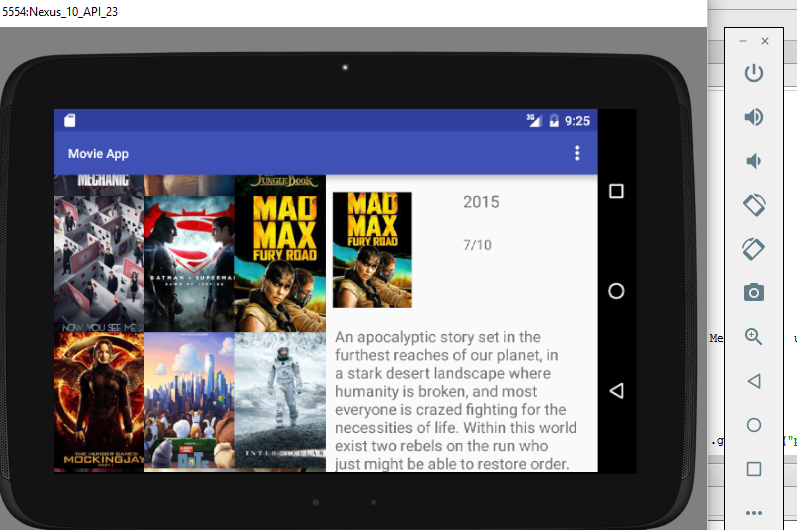 5554:Nexus_10_API_23
3G
9:25
Movie App
MECHANIC
JUNGLE BOOK
NOW YOU SEE ME 2
BATMAN V SUPERMAN
DAWN OF JUSTICE
MAD
MAX
FURY ROAD
THE HUNGER GAMES
MOCKINGJAY
PART 1
INTERSTELLAR
MAD
MAX
FURY ROAD
2015
7/10
An apocalyptic story set in the
furthest reaches of our planet, in
a stark desert landscape where
humanity is broken, and most
everyone is crazed fighting for the
necessities of life. Within this world
exist two rebels on the run who
just might be able to restore order.
Me
u
.g
("p